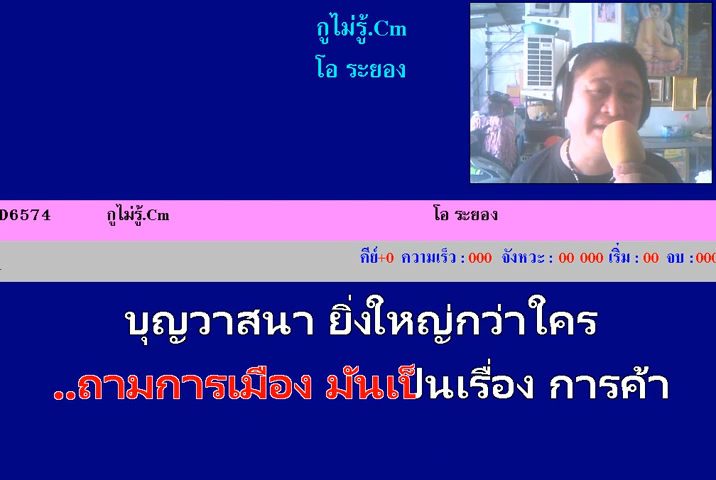 กูไม่รู้.Cm
โอ ระยอง
D6574 กูไม่รู้.Cm โอ ระยอง
คีย์+0 ความเร็ว : 000 จังหวะ : 00 000 เริ่ม : 00 จบ :000
บุญวาสนา ยิ่งใหญ่กว่าใคร
..ถามการเมือง มันเป็นเรื่อง การค้า